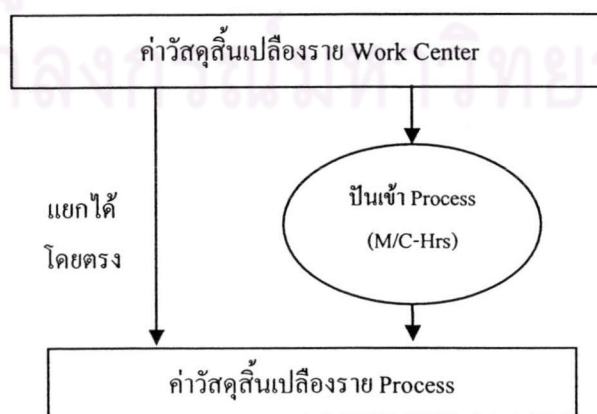 ค่าวัสดุสิ้นเปลืองราย Work Center
แยกได้
โดยตรง
ปันเข้า Process
(M/C-Hrs)
ค่าวัสดุสิ้นเปลืองราย Process